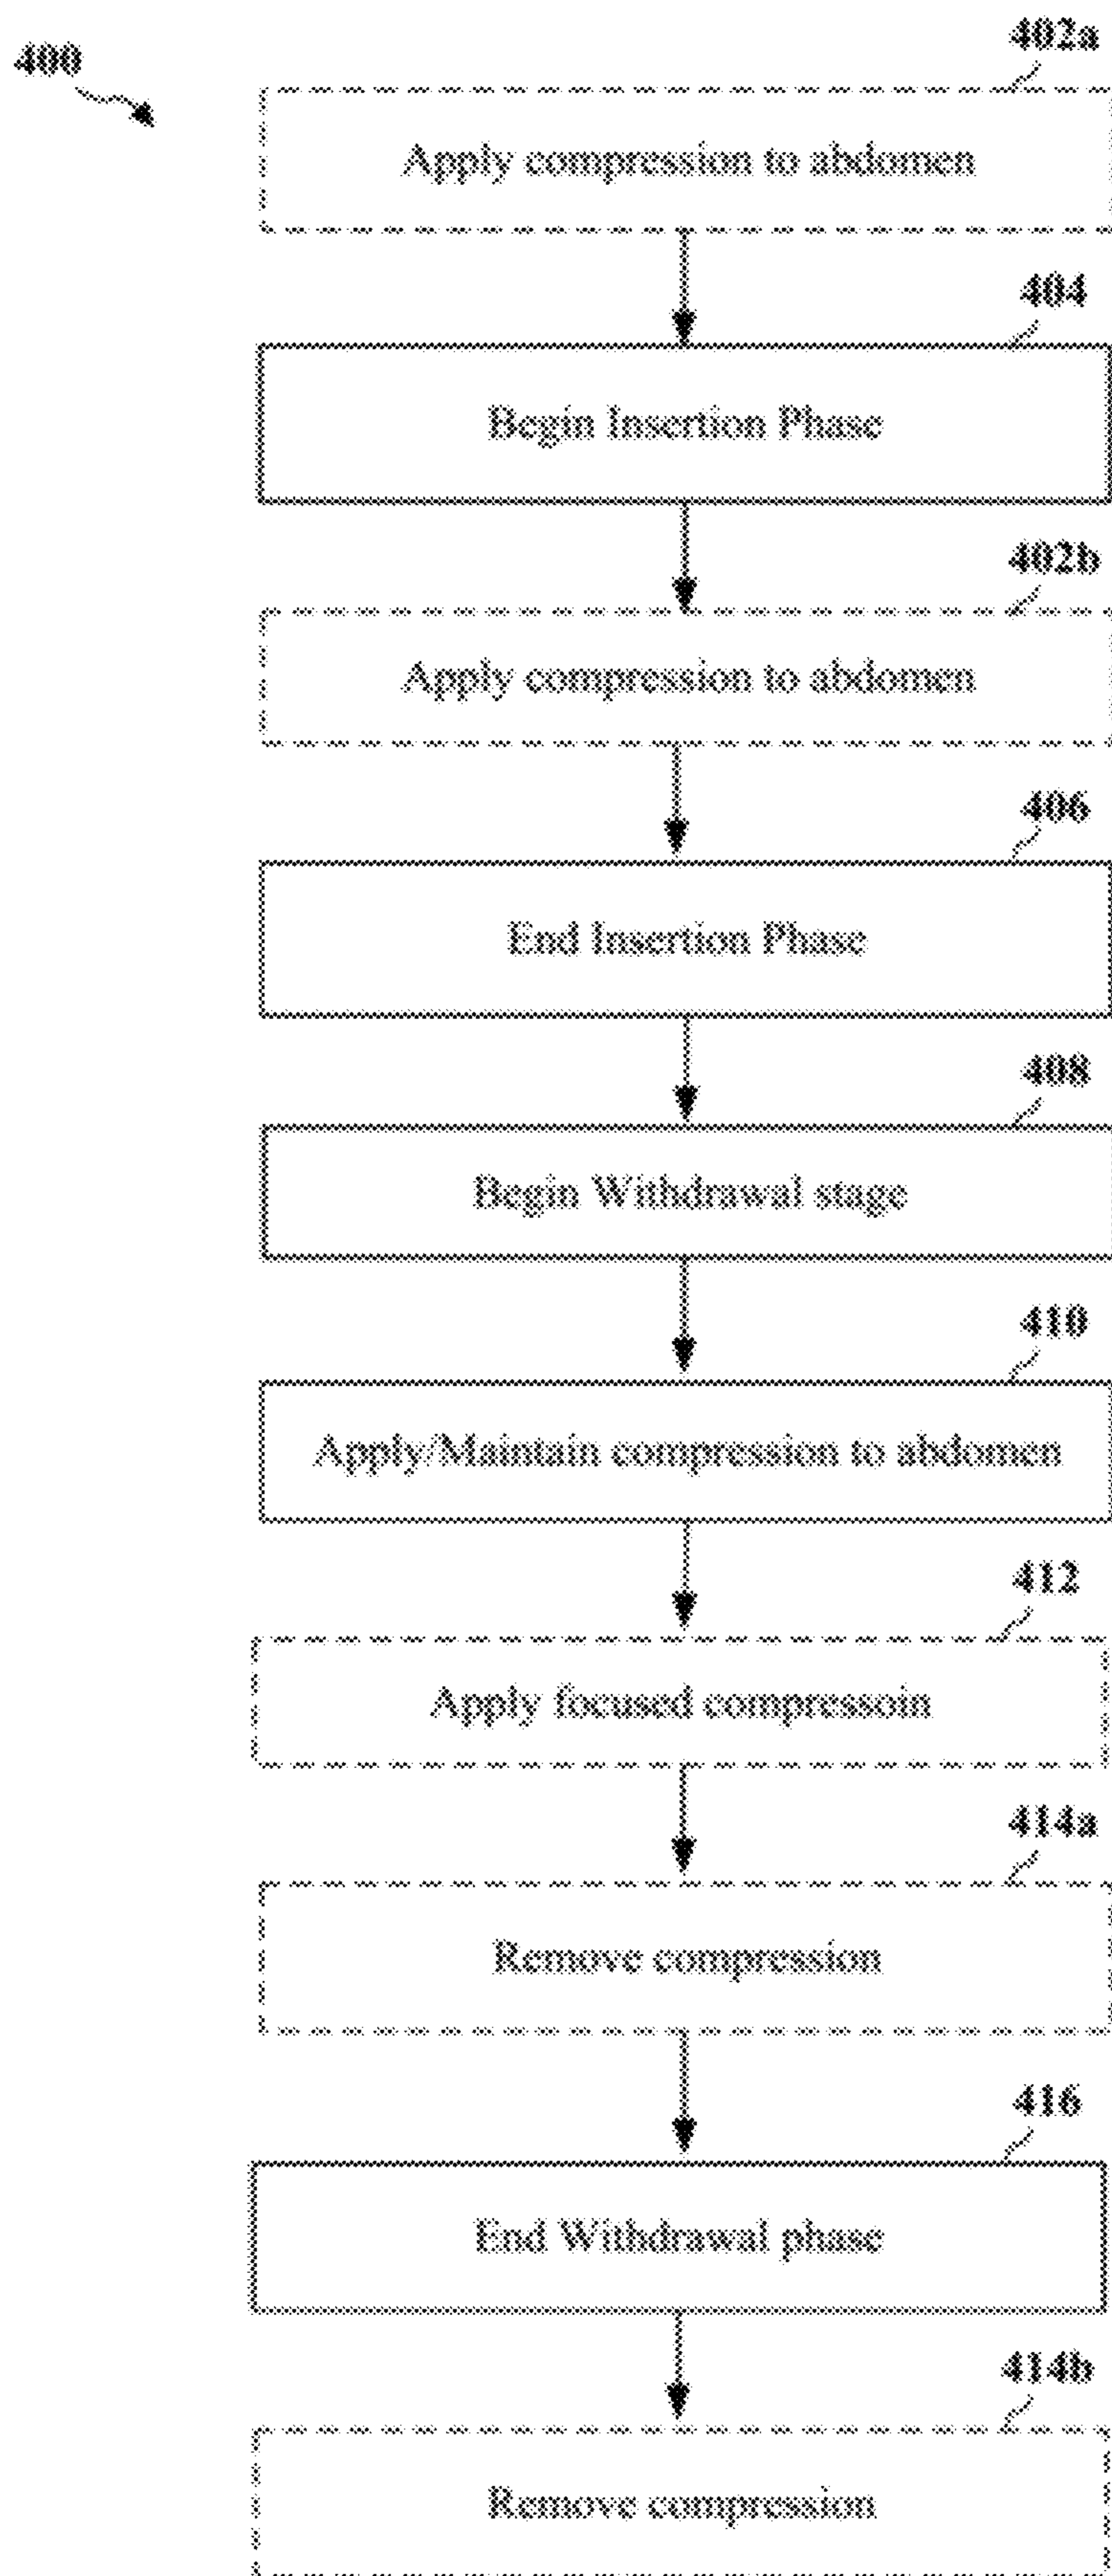 402a
400
Apply compression to abdomen
404
Begin Insertion Phase
402b
Apply compression to abdomen
406
End Insertion Phase
408
Begin Withdrawal stage
410
Apply/Maintain compression to abdomen
412
Apply focused compressoin
414a
Remove compression
416
End Withdrawal phase
414b
Remove compression